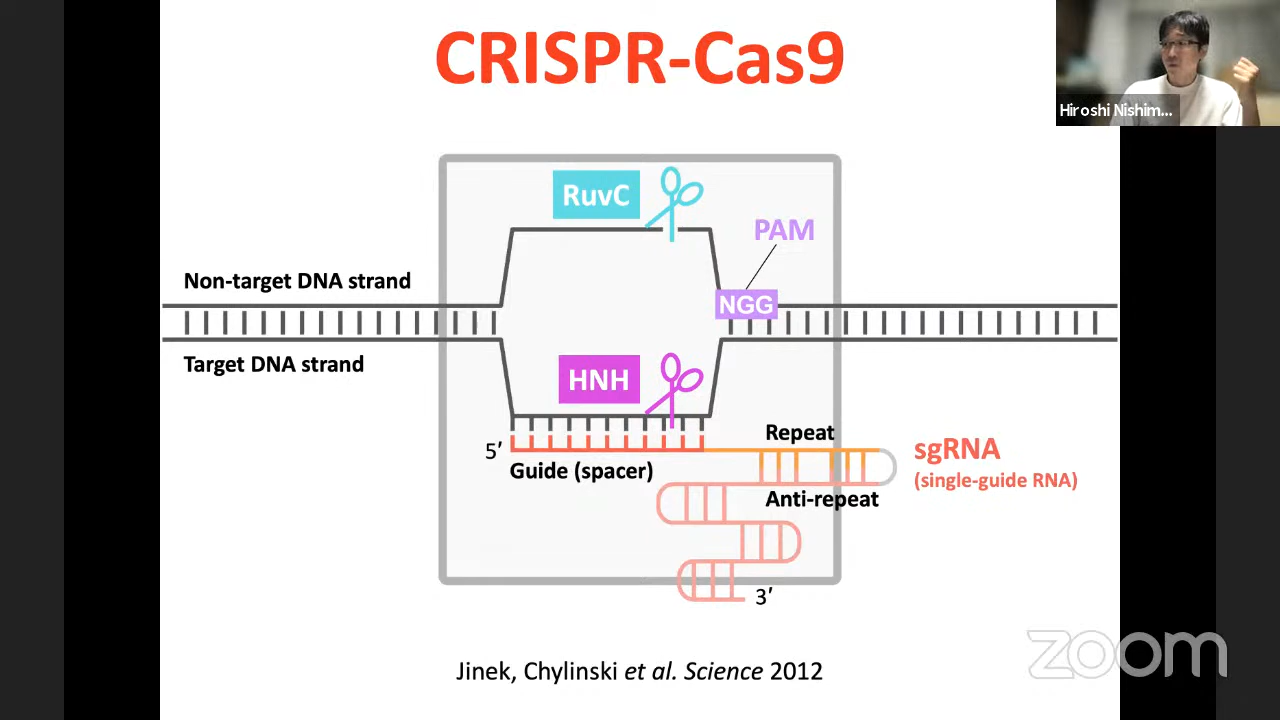 CRISPR-Cas9
Hiroshi Nishim...
RuvC
PAM
Non-target DNA strand
NGG
Target DNA strand
HNH
Repeat
5′
Guide (spacer)
sgRNA
(single-guide RNA)
Anti-repeat
3′
zoom
Jinek, Chylinski et al. Science 2012